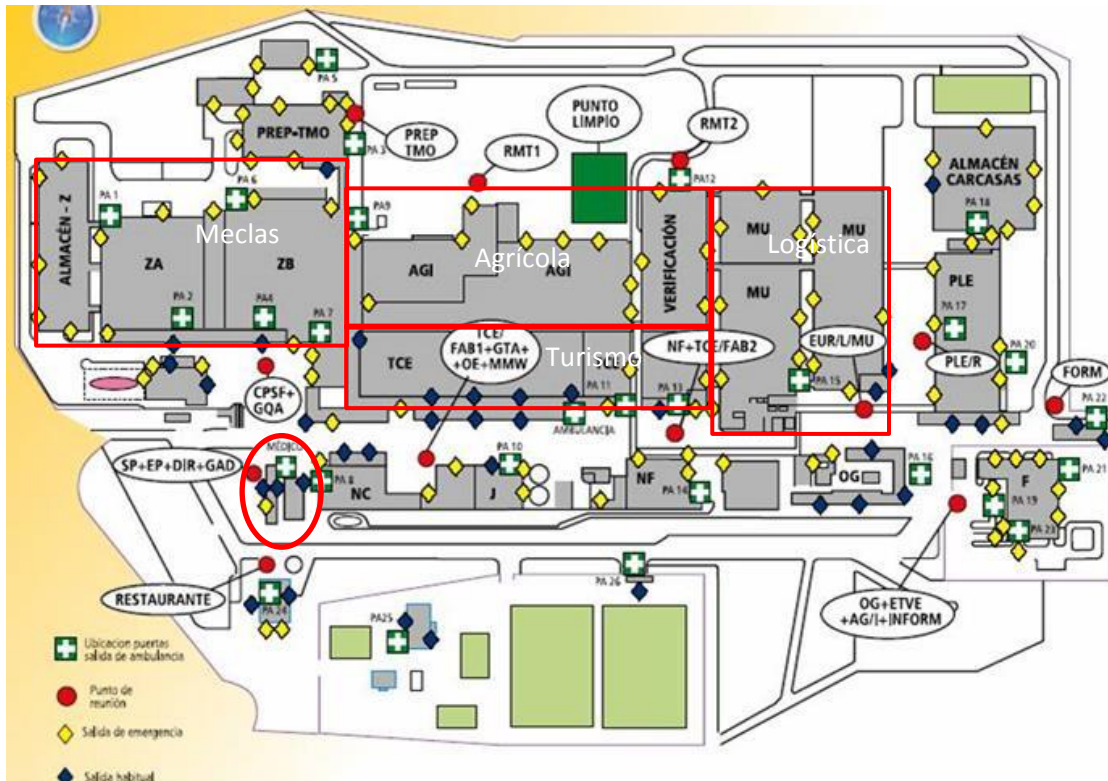 PA 5
PREP-TMO
PREP
TMO
PA 3
PUNTO
LIMPIO
RMT2
RMT1
PA12
ALMACÉN
CARCASAS
PA 18
ALMACÉN - Z
PA 1
PA 6
PA9
Meclas
ZA
ZB
AGI
Agrícola
AGI
VERIFICACIÓN
MU
MU
Logística
MU
PLE
PA 17
PA 2
PA4
PA 7
TCE
TCE/
FAB1+GTA+
+OE+MMW
Turismo
TCE
NF+TCE/FAB2
EUR/L/MU
PLE/R
PA 20
FORM
PA 11
PA 13
PA 15
PA 22
CPSF+
GQA
AMBULANCIA
SP+EP+DIR+GAD
MÉDICO
PA 8
NC
PA 10
J
NF
PA 14
OG
PA 16
F
PA 21
PA 19
PA 23
RESTAURANTE
PA 24
PA25
PA 26
OG+ETVE
+AG/I+INFORM
Ubicacion puertas
salida de ambulancia
Punto de
reunión
Salida de emergencia
Salida habitual